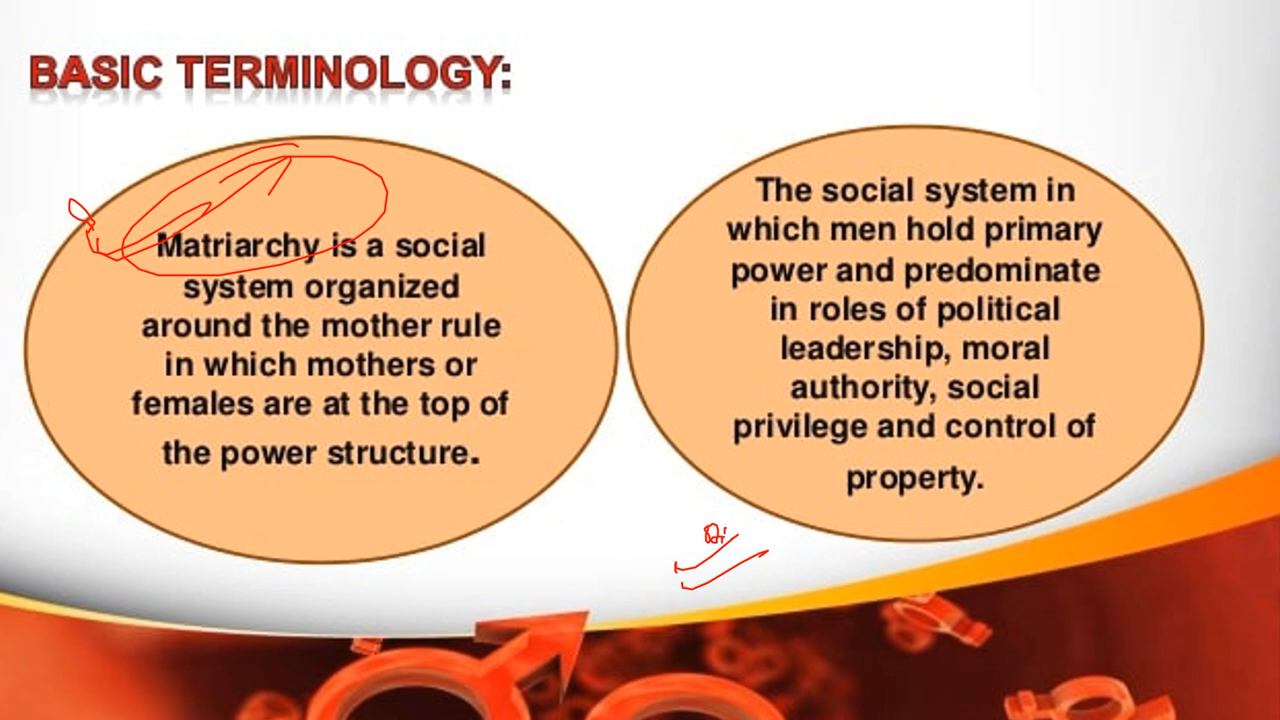 BASIC TERMINOLOGY:
Matriarchy is a social
system organized
around the mother rule
in which mothers or
females are at the top of
the power structure.
The social system in
which men hold primary
power and predominate
in roles of political
leadership, moral
authority, social
privilege and control of
property.